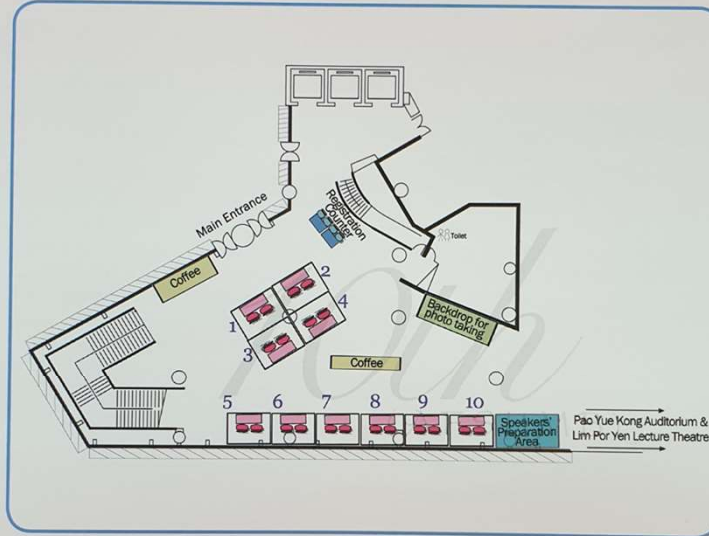 Main Entrance
Registration
Counter
Toilet
Coffee
2
4
1
3
Backdrop for
photo taking
10th
Coffee
5
6
7
8
9
10
Speakers'
Preparation
Area
Pao Yue Kong Auditorium &
Lim Por Yen Lecture Theatre